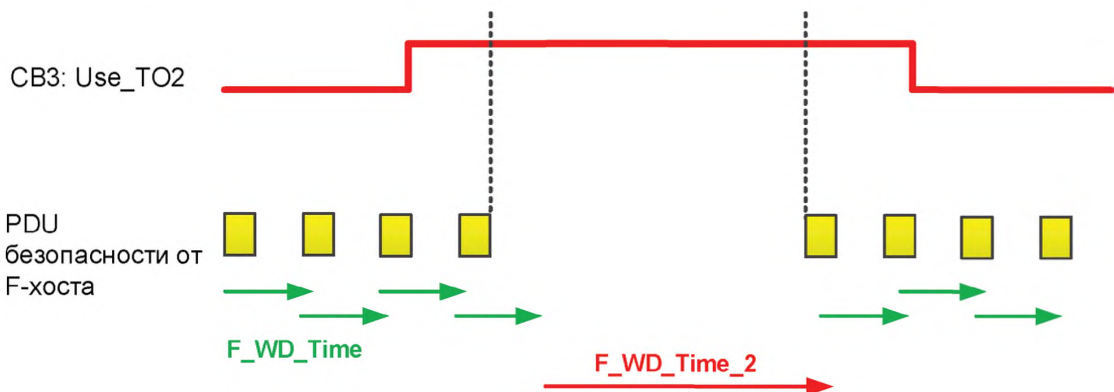 CB3: Use_TO2
PDU
безопасности от
F-хоста
F_WD_Time
F_WD_Time_2